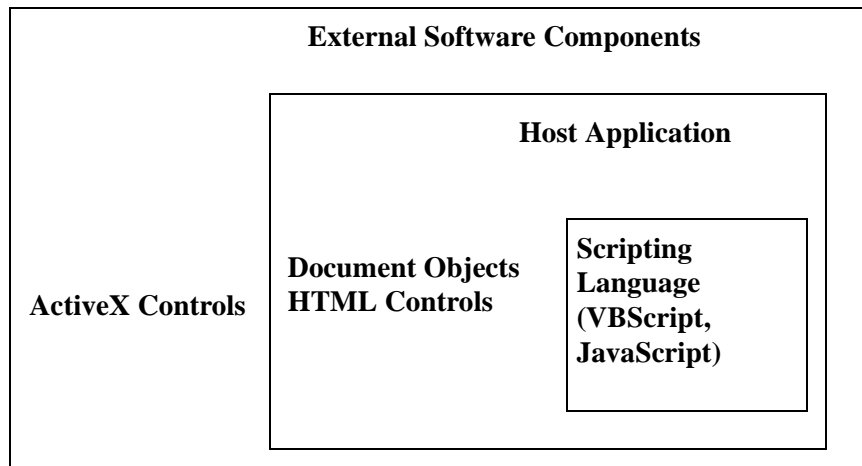 External Software Components
Host Application
ActiveX Controls
Document Objects
HTML Controls
Scripting
Language
(VBScript,
JavaScript)